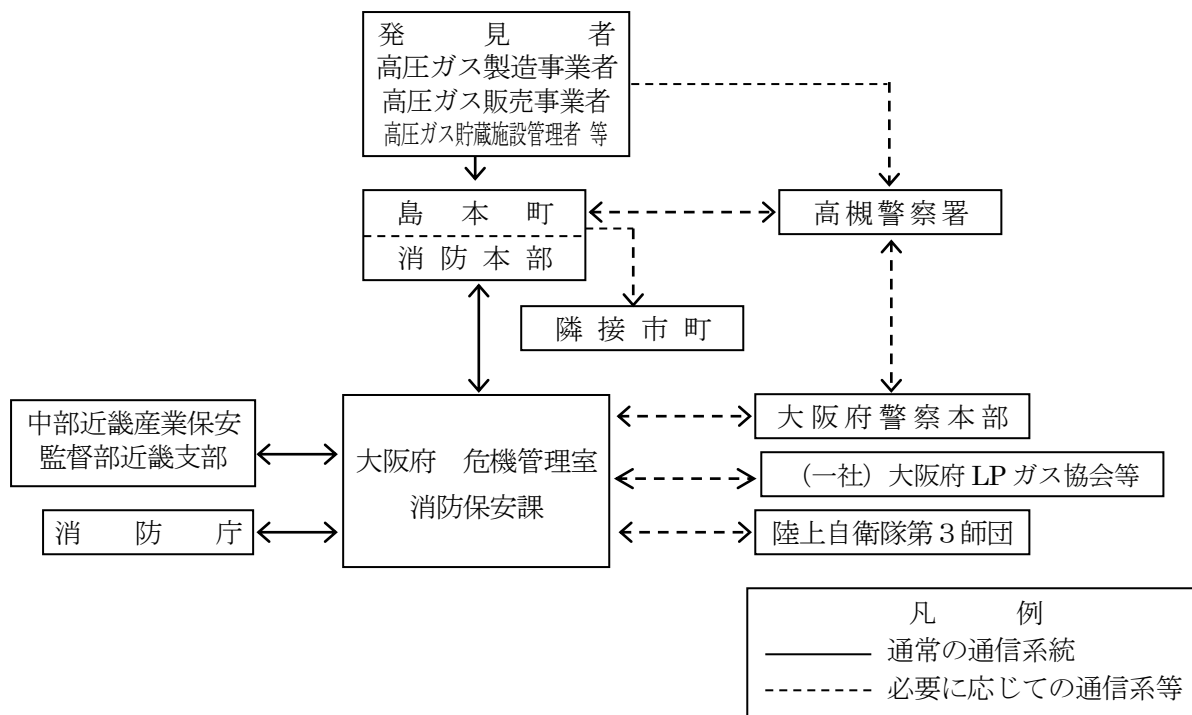 発見者
高圧ガス製造事業者
高圧ガス販売事業者
高圧ガス貯蔵施設管理者 等
島本町
消防本部
高槻警察署
隣接市町
中部近畿産業保安
監督部近畿支部
消防庁
大阪府 危機管理室
消防保安課
大阪府警察本部
（一社）大阪府 LP ガス協会等
陸上自衛隊第３師団
凡例
通常の通信系統
必要に応じての通信系等